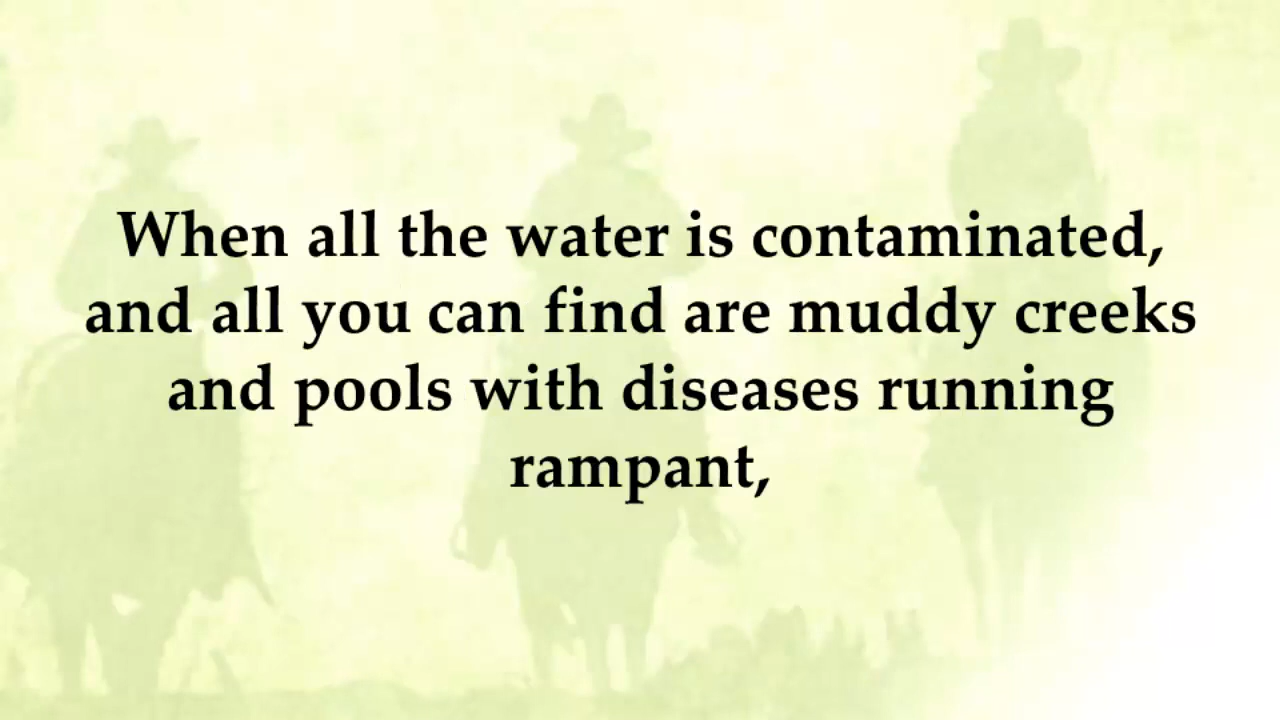 When all the water is contaminated,
and all you can find are muddy creeks
and pools with diseases running
rampant,